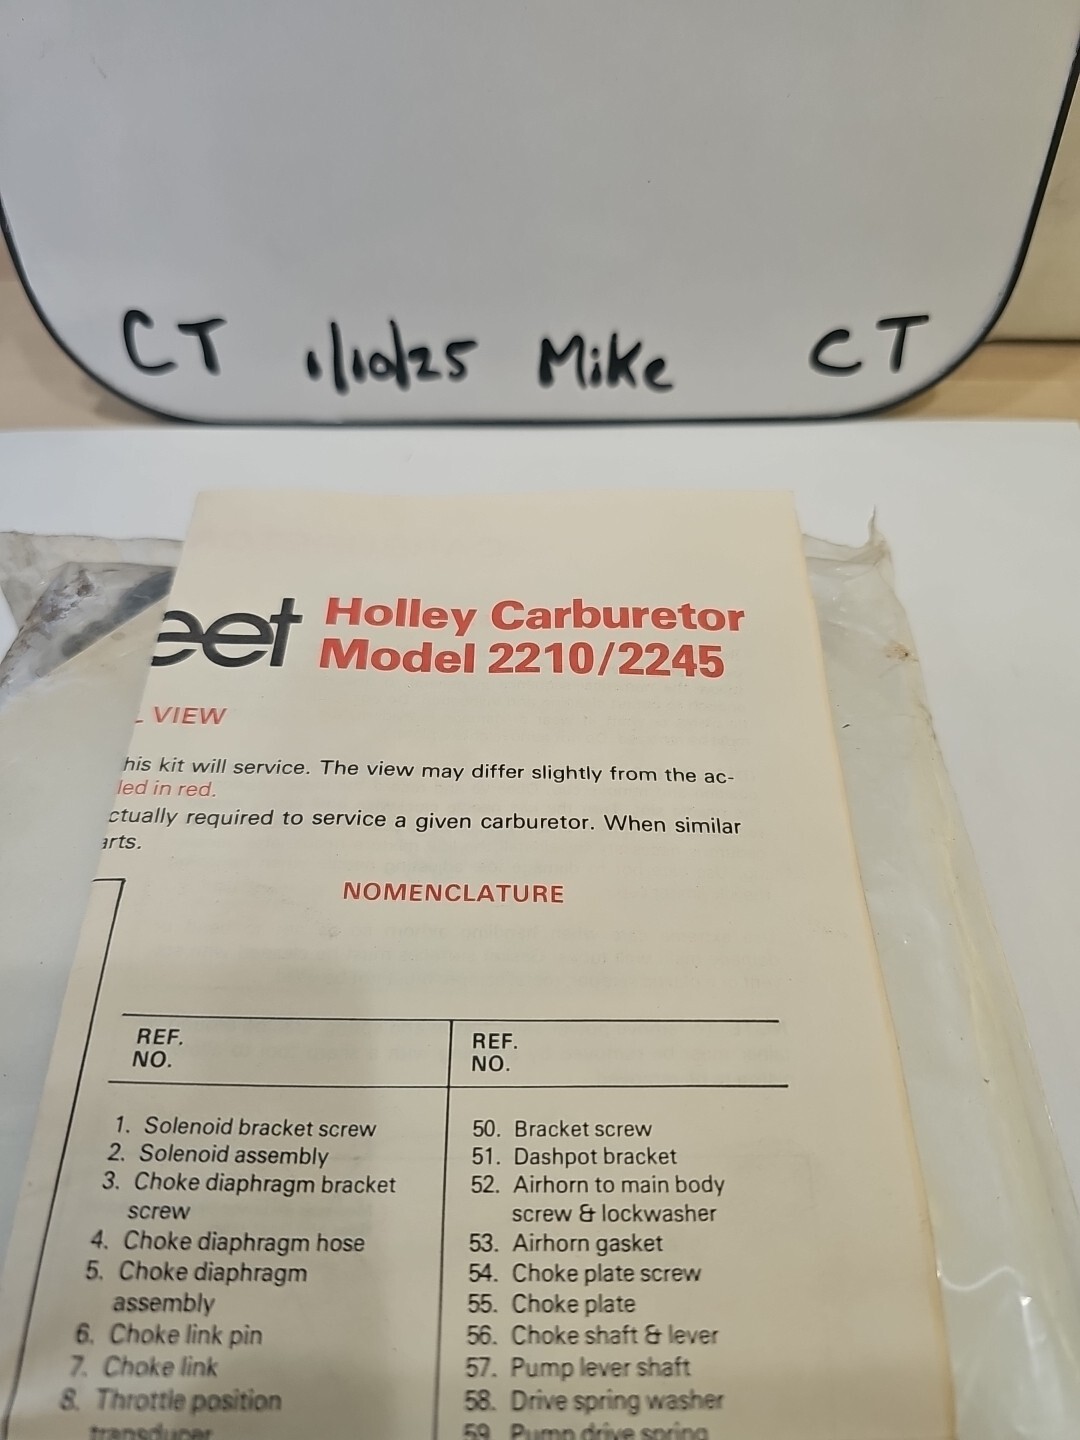 CT 1/10/25 Mike CT
eet Holley Carburetor
Model 2210/2245
L VIEW
his kit will service. The view may differ slightly from the ac-
led in red.
ctually required to service a given carburetor. When similar
arts.
NOMENCLATURE
REF.
NO.
REF.
NO.
1. Solenoid bracket screw
2. Solenoid assembly
3. Choke diaphragm bracket
screw
4. Choke diaphragm hose
5. Choke diaphragm
assembly
6. Choke link pin
7. Choke link
8. Throttle position
transducer
50. Bracket screw
51. Dashpot bracket
52. Airhorn to main body
screw & lockwasher
53. Airhorn gasket
54. Choke plate screw
55. Choke plate
56. Choke shaft & lever
57. Pump lever shaft
58. Drive spring washer
59. Pump drive spring